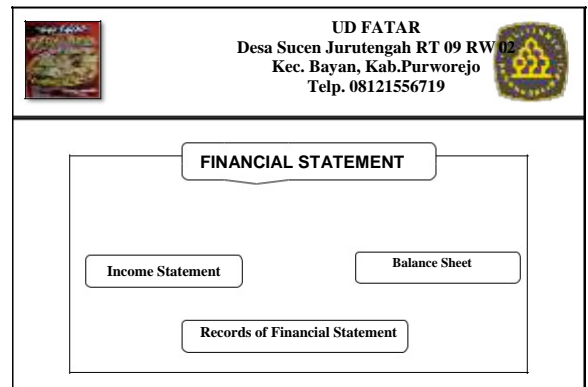 UD FATAR
Desa Sucen Jurutengah RT 09 RW 02
Kec. Bayan, Kab.Purworejo
Telp. 08121556719
FINANCIAL STATEMENT
Income Statement
Balance Sheet
Records of Financial Statement